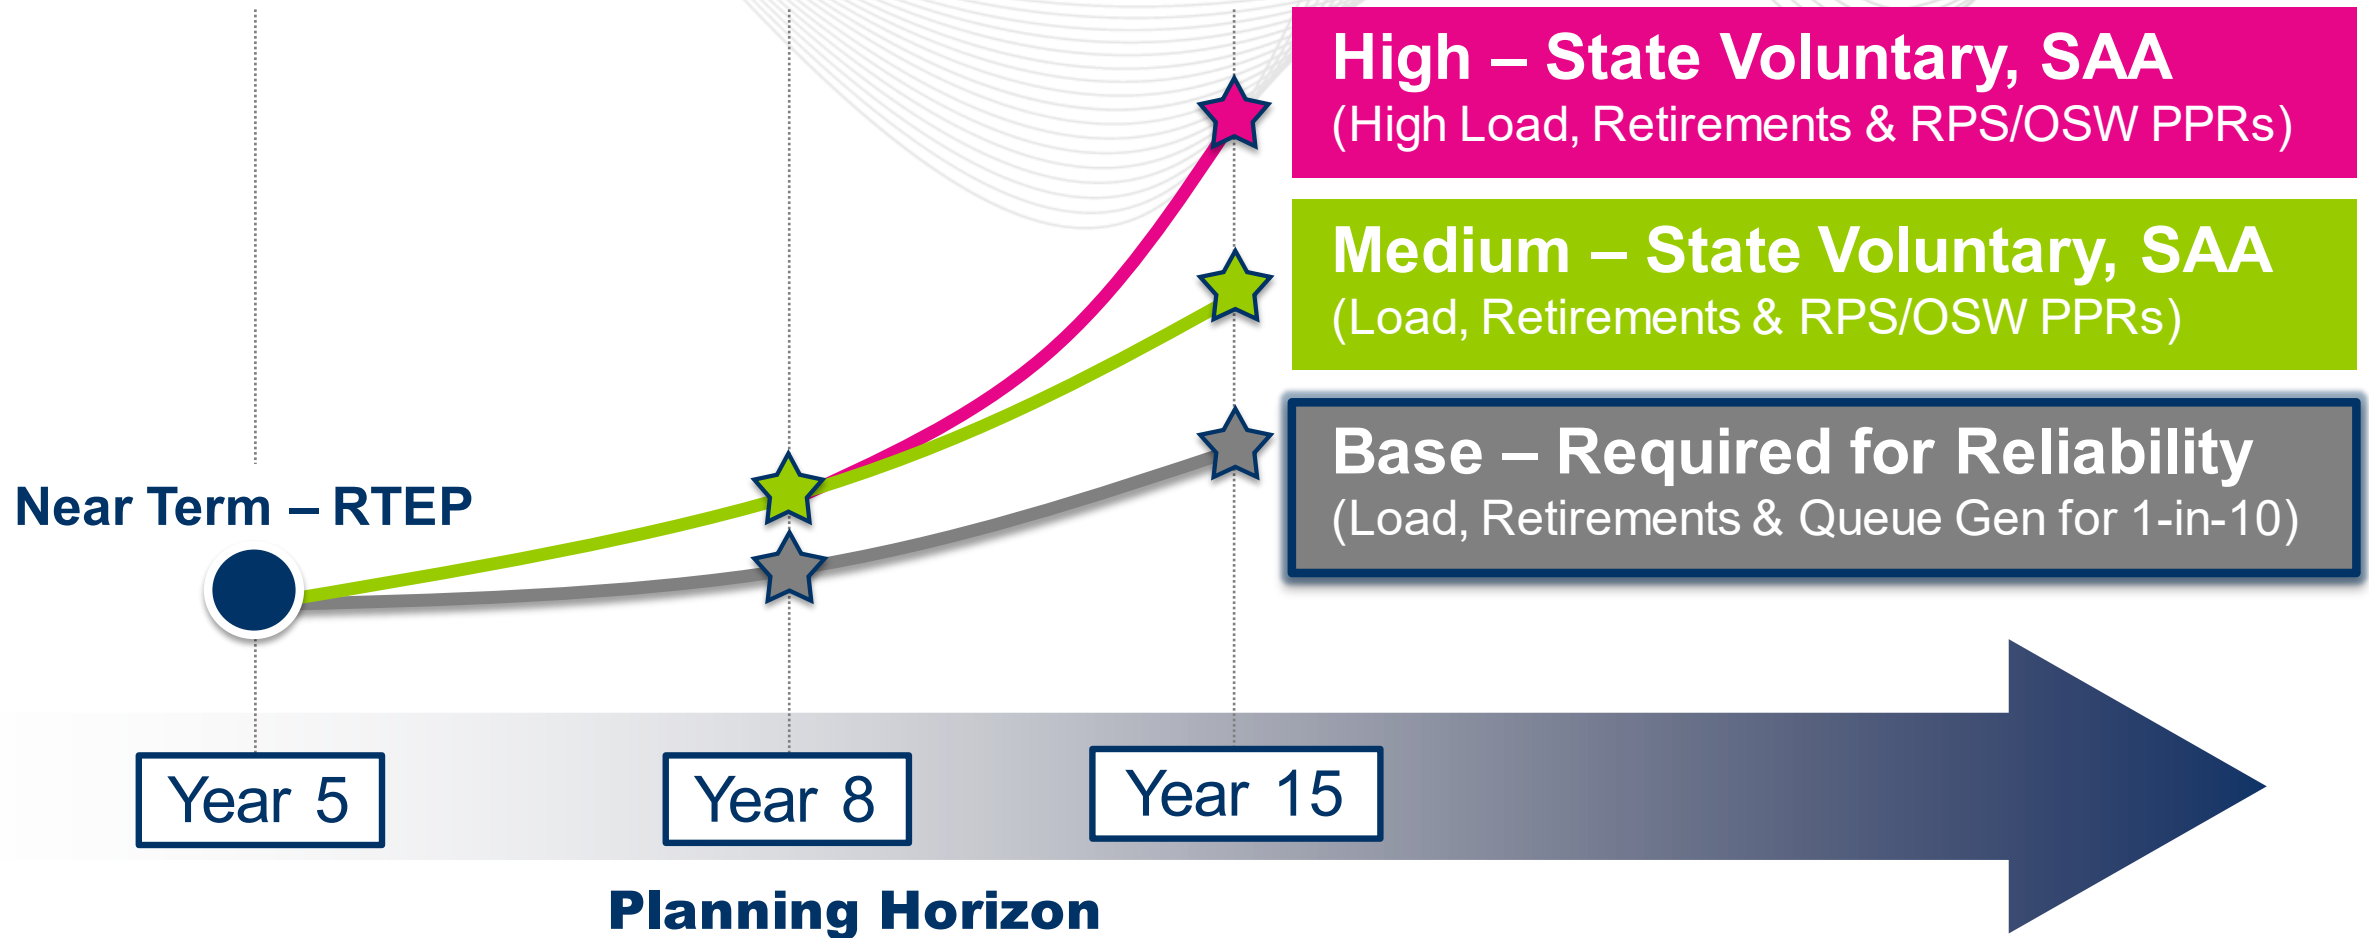 High – State Voluntary, SAA
(High Load, Retirements & RPS/OSW PPRs)
Medium – State Voluntary, SAA
(Load, Retirements & RPS/OSW PPRs)
Base – Required for Reliability
(Load, Retirements & Queue Gen for 1-in-10)
Near Term – RTEP
Year 5
Year 8
Year 15
Planning Horizon